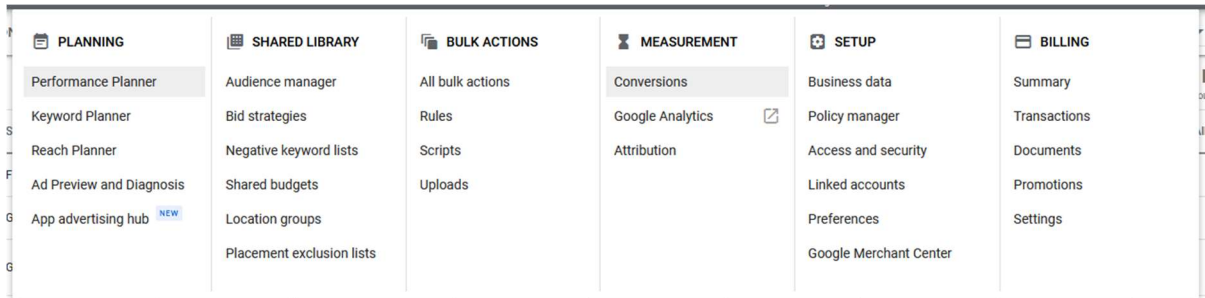 PLANNING
Performance Planner
Keyword Planner
Reach Planner
Ad Preview and Diagnosis
App advertising hub NEW
SHARED LIBRARY
Audience manager
Bid strategies
Negative keyword lists
Shared budgets
Location groups
Placement exclusion lists
BULK ACTIONS
All bulk actions
Rules
Scripts
Uploads
MEASUREMENT
Conversions
Google Analytics
Attribution
SETUP
Business data
Policy manager
Access and security
Linked accounts
Preferences
Google Merchant Center
BILLING
Summary
Transactions
Documents
Promotions
Settings